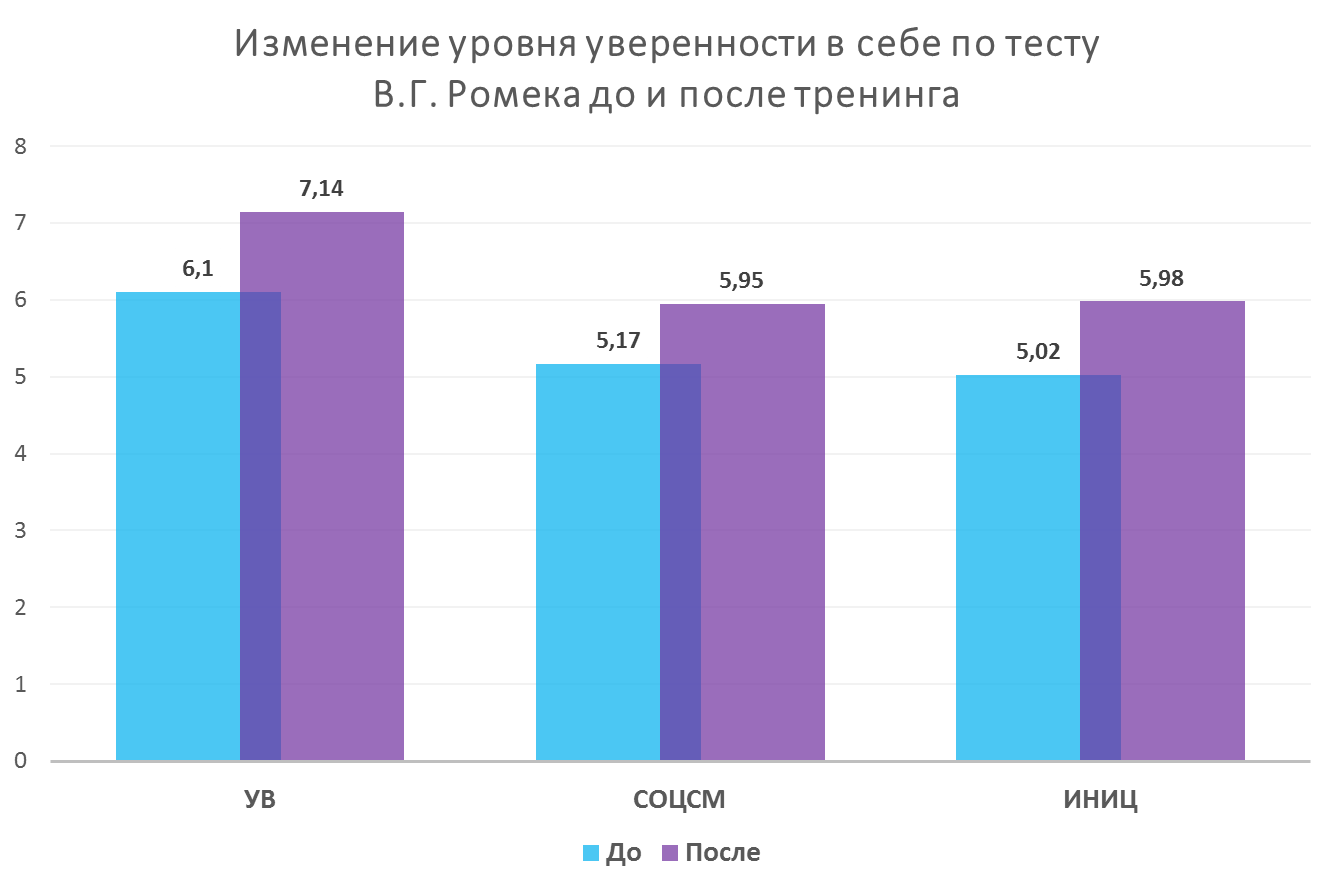 Изменение уровня уверенности в себе по тесту
В.Г. Ромека до и после тренинга
8
7
6
5
4
3
2
1
0
6,1
7,14
5,17
5,95
5,02
5,98
УВ
СОЦСМ
ИНИЦ
До
После